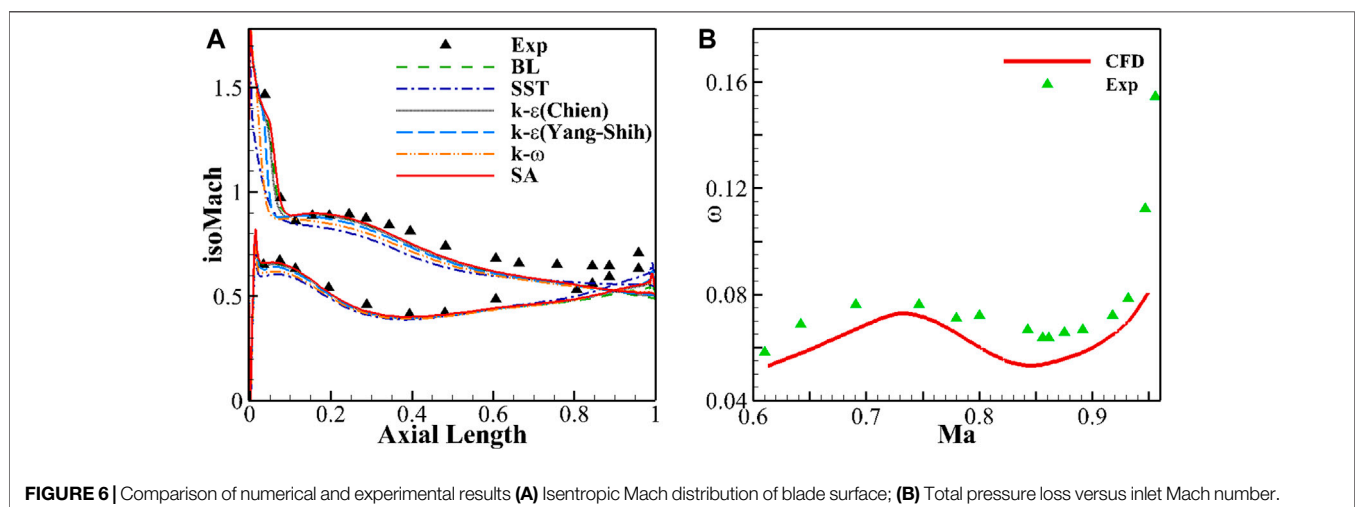 A
Exp
BL
SST
k-ε(Chien)
k-ε(Yang-Shih)
k-ω
SA
isoMach
1.5
1
0.5
0
0
0.2
0.4
0.6
0.8
1
Axial Length
B
CFD
Exp
ω
0.16
0.12
0.08
0.04
0.6
0.7
0.8
0.9
Ma
FIGURE 6 | Comparison of numerical and experimental results (A) Isentropic Mach distribution of blade surface; (B) Total pressure loss versus inlet Mach number.